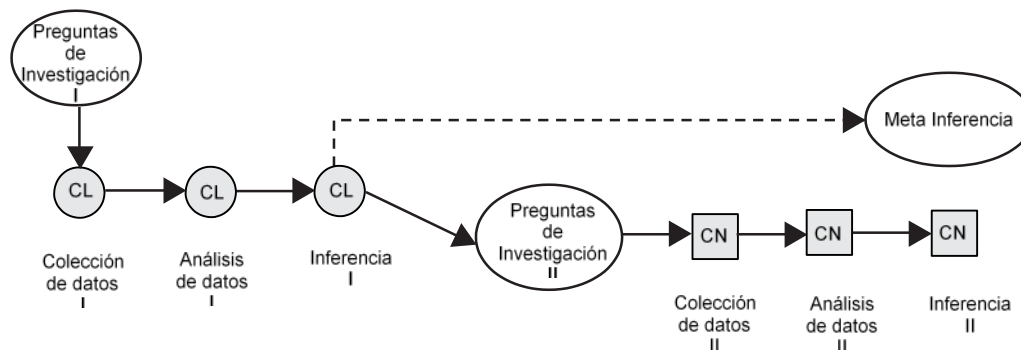 Preguntas
de
Investigación
I
Meta Inferencia
CL
CL
CL
Preguntas
de
Investigación
II
CN
CN
CN
Colección
de datos
I
Análisis
de datos
I
Inferencia
I
Colección
de datos
II
Análisis
de datos
II
Inferencia
II